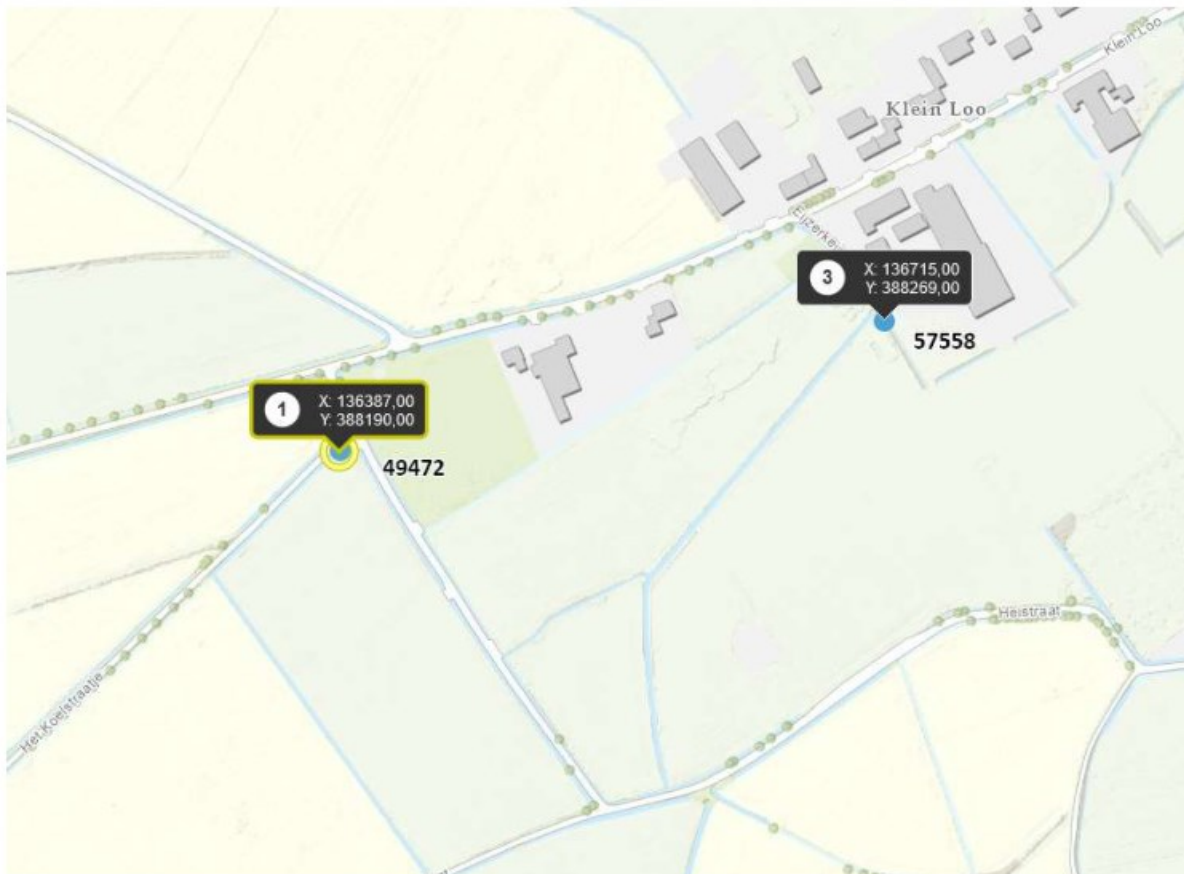 Klein Loo
Klein Loo
3
X: 136715,00
Y: 388269,00
57558
1
X: 136387,00
Y: 388190,00
49472
Heistraat
Het Koelstraatje